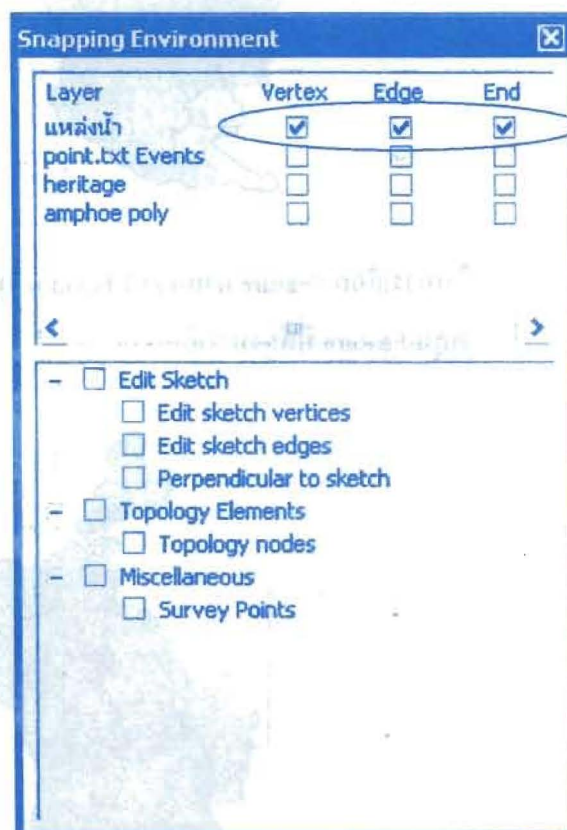 Snapping Environment
Layer Vertex Edge End
แหล่งน้ำ
point.txt Events
heritage
amphoe poly
Edit Sketch
Edit sketch vertices
Edit sketch edges
Perpendicular to sketch
Topology Elements
Topology nodes
Miscellaneous
Survey Points